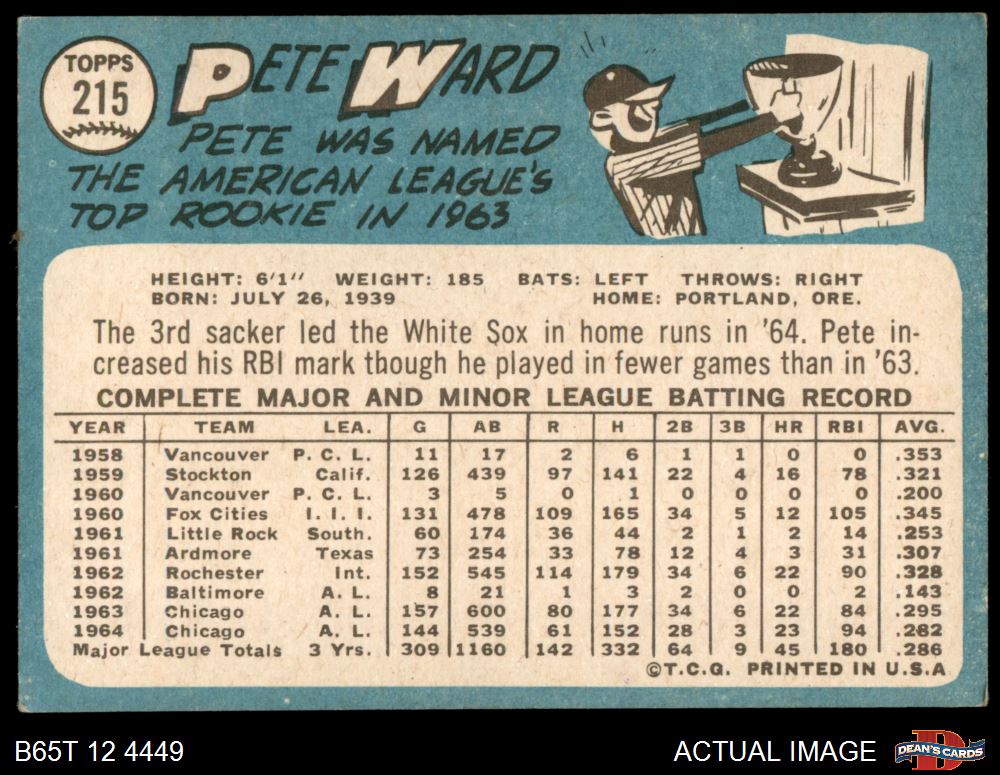 TOPPS
215
PETE WARD
PETE WAS NAMED
THE AMERICAN LEAGUE'S
TOP ROOKIE IN 1963
HEIGHT: 6'1" WEIGHT: 185 BATS: LEFT THROWS: RIGHT
BORN: JULY 26, 1939 HOME: PORTLAND, ORE.
The 3rd sacker led the White Sox in home runs in '64. Pete in-
creased his RBI mark though he played in fewer games than in '63.
COMPLETE MAJOR AND MINOR LEAGUE BATTING RECORD
YEAR TEAM LEA. G AB R H 2B 3B HR RBI AVG.
1958 Vancouver P. C. L. 11 17 2 6 1 1 0 0 .353
1959 Stockton Calif. 126 439 97 141 22 4 16 78 .321
1960 Vancouver P. C. L. 3 5 0 1 0 0 0 0 .200
1960 Fox Cities I. I. I. 131 478 109 165 34 5 12 105 .345
1961 Little Rock South. 60 174 36 44 2 1 2 14 .253
1961 Ardmore Texas 73 254 33 78 12 4 3 31 .307
1962 Rochester Int. 152 545 114 179 34 6 22 90 .328
1962 Baltimore A. L. 8 21 1 3 2 0 0 2 .143
1963 Chicago A. L. 157 600 80 177 34 6 22 84 .295
1964 Chicago A. L. 144 539 61 152 28 3 23 94 .282
Major League Totals 3 Yrs. 309 1160 142 332 64 9 45 180 .286
©T.C.G. PRINTED IN U.S.A
B65T 12 4449
ACTUAL IMAGE
DEAN'S CARDS